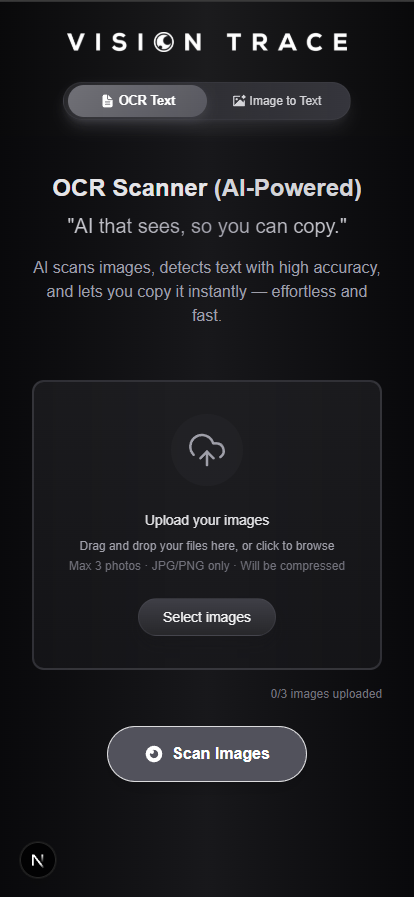 VISION TRACE
OCR Text
Image to Text
OCR Scanner (AI-Powered)
"AI that sees, so you can copy."
AI scans images, detects text with high accuracy,
and lets you copy it instantly — effortless and
fast.
Upload your images
Drag and drop your files here, or click to browse
Max 3 photos · JPG/PNG only · Will be compressed
Select images
0/3 images uploaded
Scan Images
N